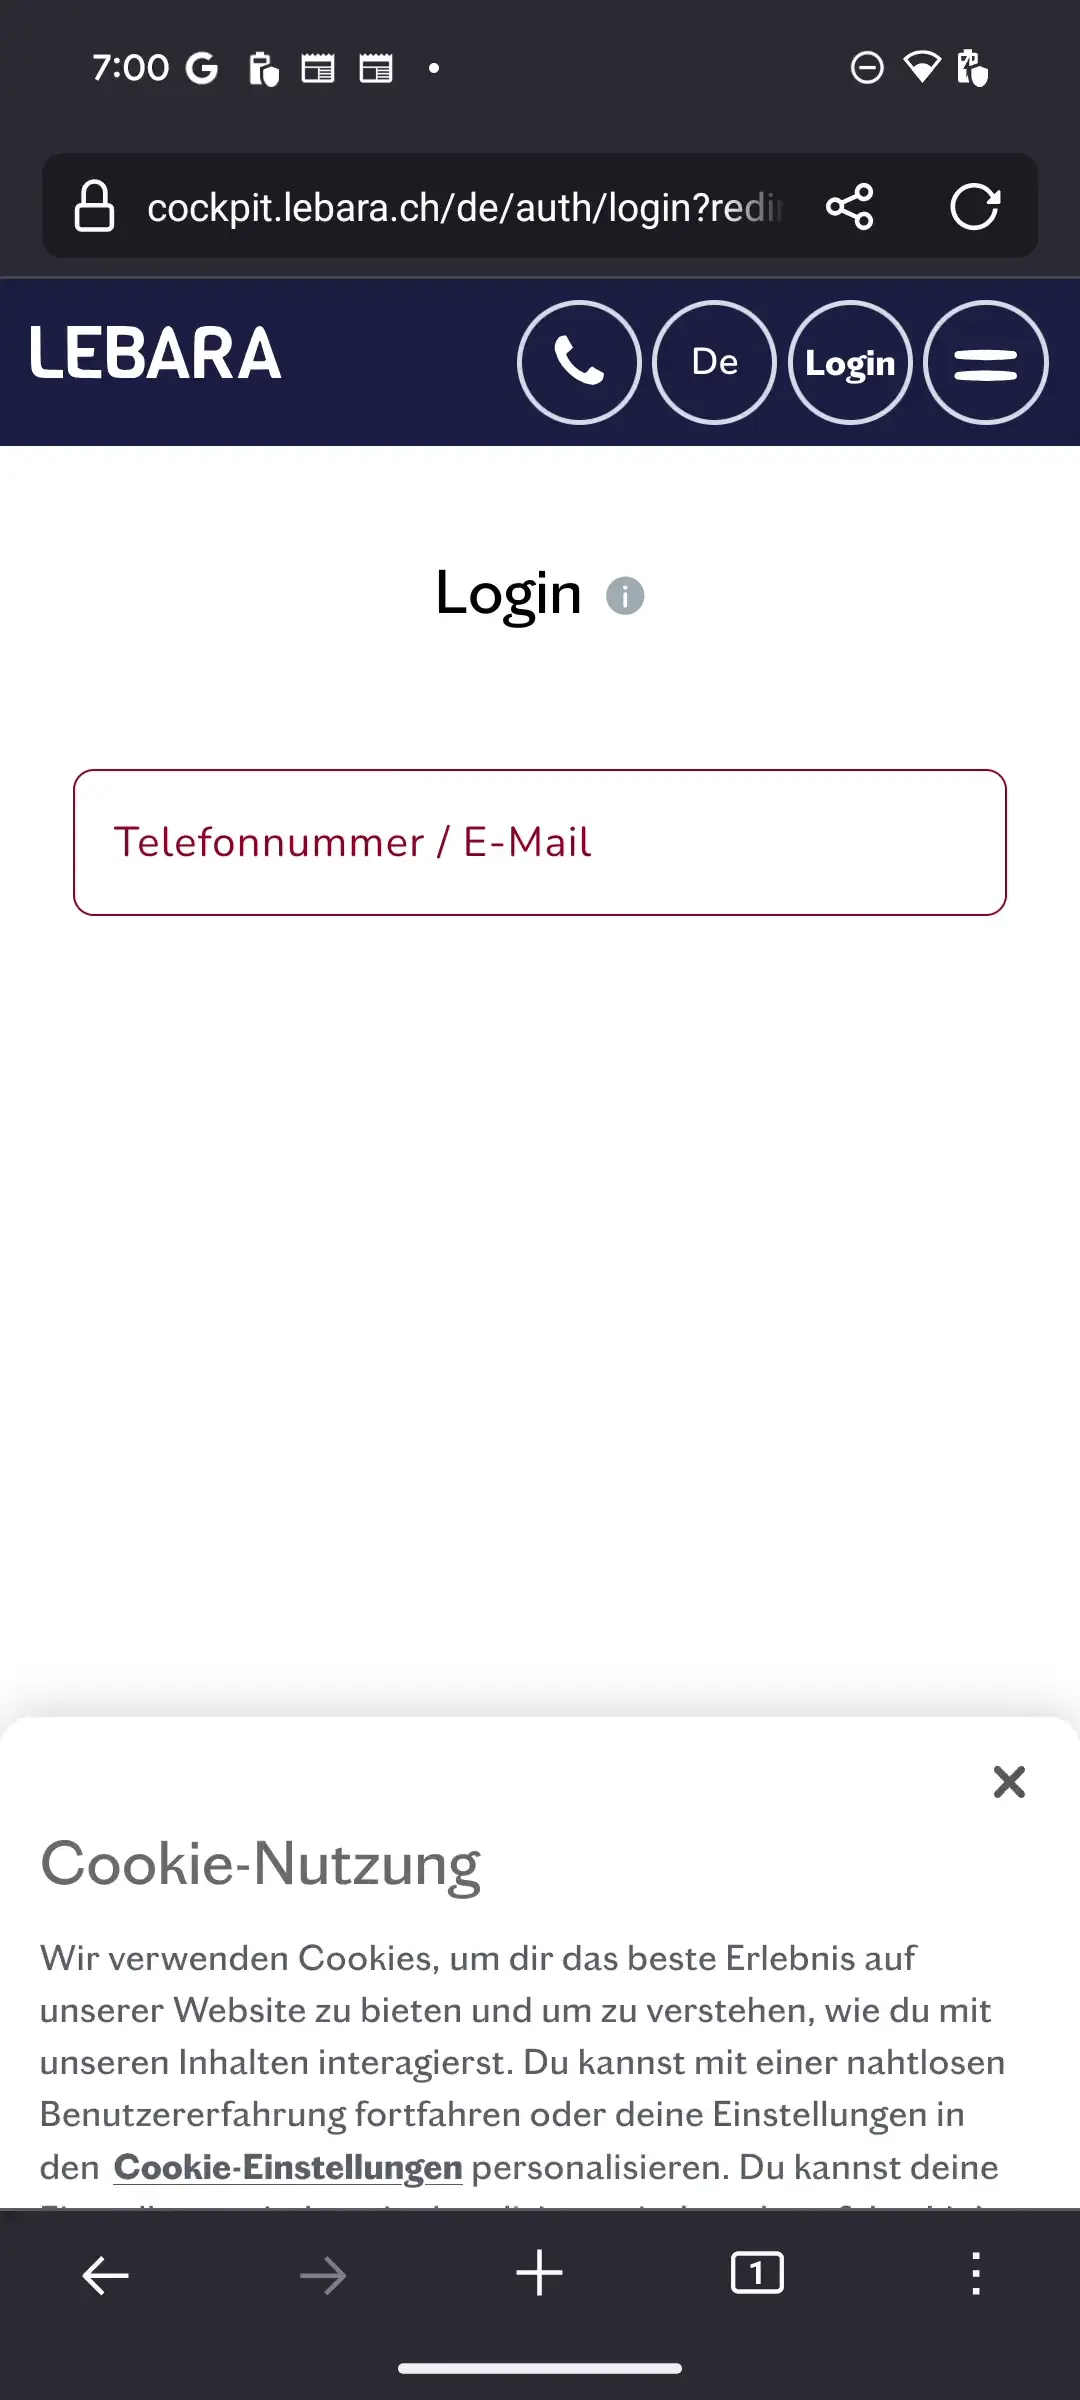 7:00
cockpit.lebara.ch/de/auth/login?redir
LEBARA
De
Login
Login
Telefonnummer / E-Mail
Cookie-Nutzung
Wir verwenden Cookies, um dir das beste Erlebnis auf
unserer Website zu bieten und um zu verstehen, wie du mit
unseren Inhalten interagierst. Du kannst mit einer nahtlosen
Benutzererfahrung fortfahren oder deine Einstellungen in
den Cookie-Einstellungen personalisieren. Du kannst deine
1